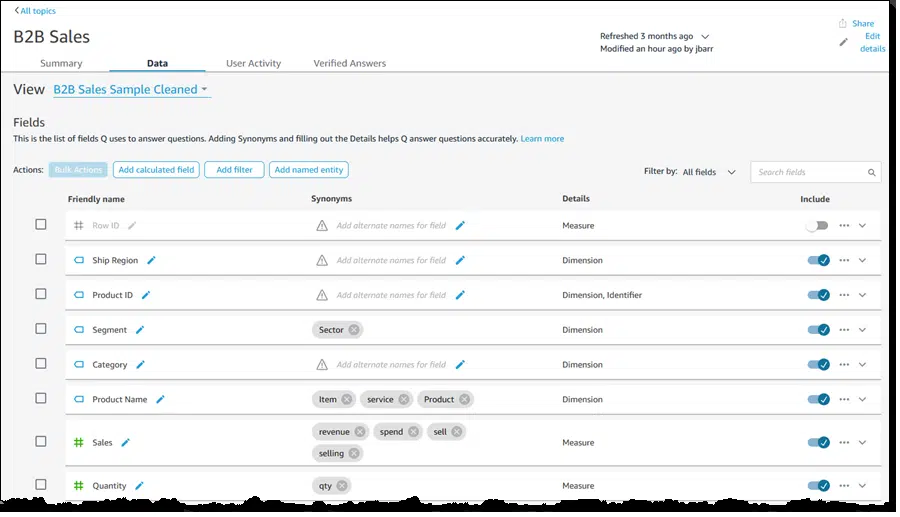 All topics
B2B Sales
Refreshed 3 months ago
Modified an hour ago by jbarr
Share
Edit
details
Summary Data User Activity Verified Answers
View B2B Sales Sample Cleaned
Fields
This is the list of fields Q uses to answer questions. Adding Synonyms and filling out the Details helps Q answer questions accurately. Learn more
Actions: Bulk Actions Add calculated field Add filter Add named entity Filter by: All fields Search fields
Friendly name Synonyms Details Include
Row ID Add alternate names for field Measure
Ship Region Add alternate names for field Dimension
Product ID Add alternate names for field Dimension, Identifier
Segment Sector Dimension
Category Add alternate names for field Dimension
Product Name Item service Product Dimension
revenue spend sell
Sales Measure
selling
Quantity qty Measure